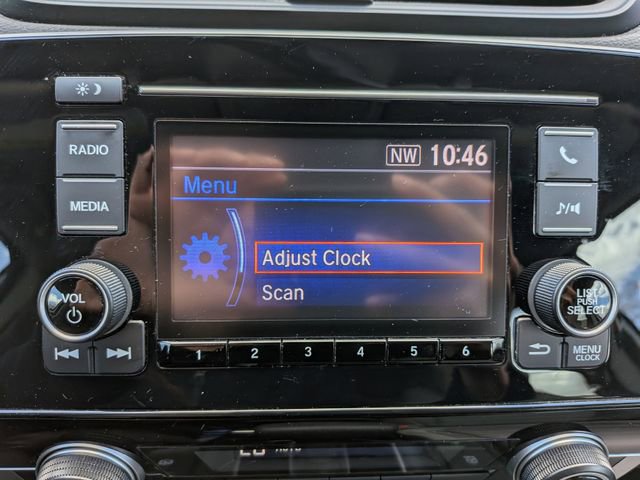 NW 10:46
RADIO
Menu
MEDIA
Adjust Clock
Scan
VOL
LIST
PUSH
SELECT
1 2 3 4 5 6
MENU
CLOCK
AUTO